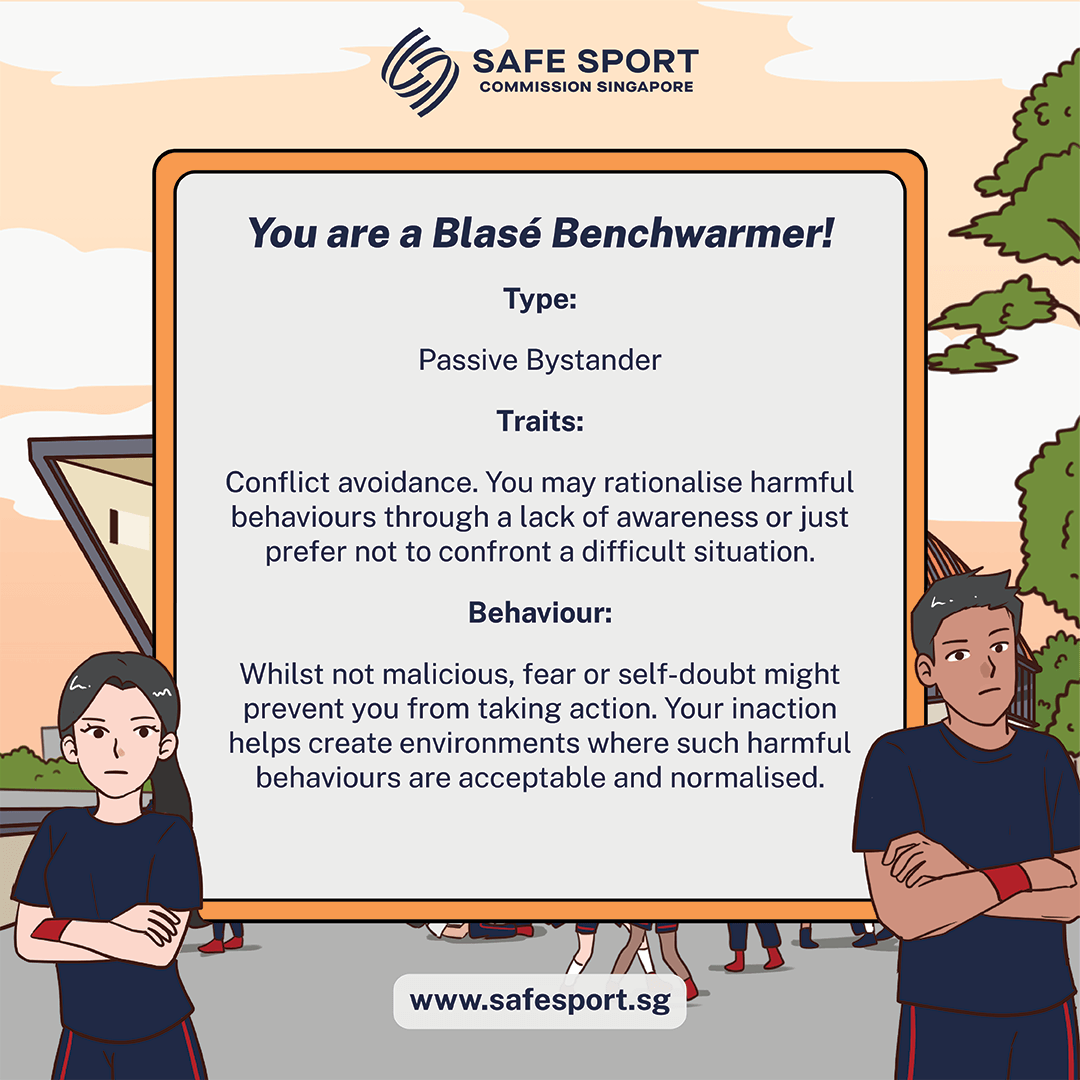 SAFE SPORT
COMMISSION SINGAPORE
You are a Blasé Benchwarmer!
Type:
Passive Bystander
Traits:
Conflict avoidance. You may rationalise harmful
behaviours through a lack of awareness or just
prefer not to confront a difficult situation.
Behaviour:
Whilst not malicious, fear or self-doubt might
prevent you from taking action. Your inaction
helps create environments where such harmful
behaviours are acceptable and normalised.
www.safesport.sg